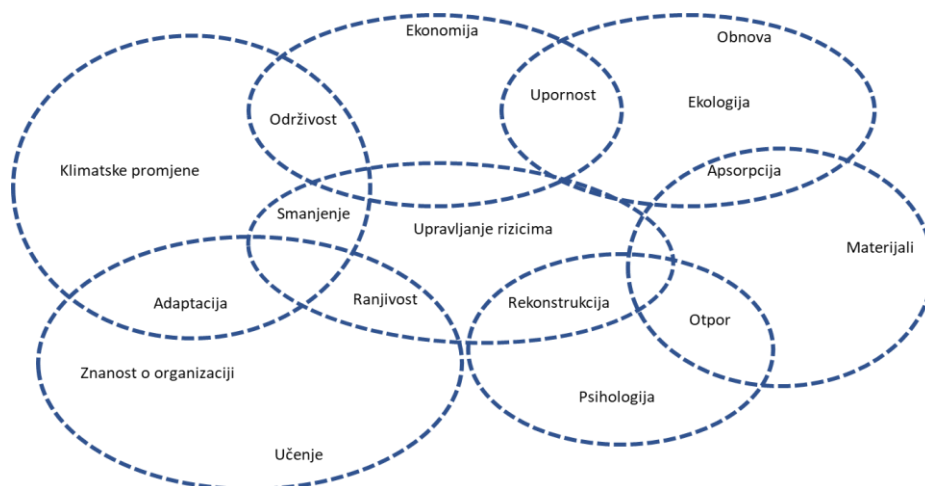 Ekonomija
Obnova
Upornost
Ekologija
Održivost
Klimatske promjene
Apsorpcija
Smanjenje
Upravljanje rizicima
Materijali
Adaptacija
Ranjivost
Rekonstrukcija
Otpor
Znanost o organizaciji
Psihologija
Učenje